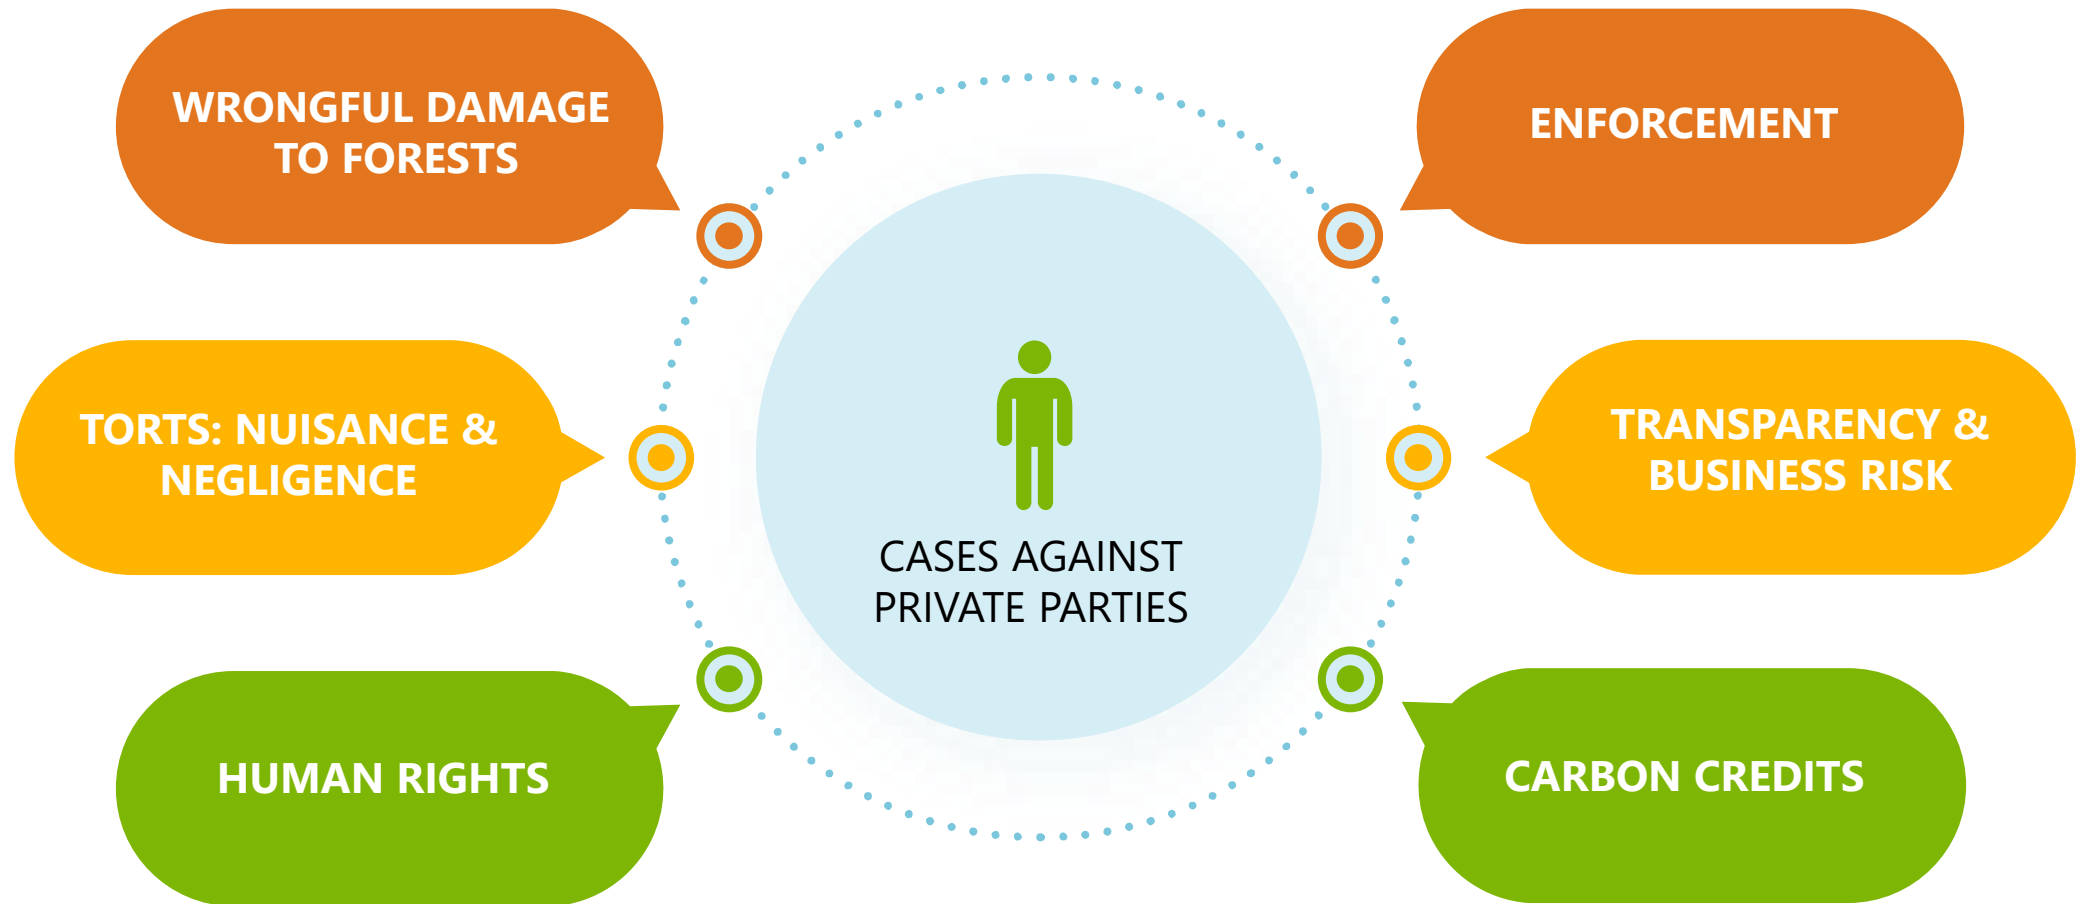 WRONGFUL DAMAGE
TO FORESTS
ENFORCEMENT
TORTS: NUISANCE &
NEGLIGENCE
TRANSPARENCY &
BUSINESS RISK
CASES AGAINST
PRIVATE PARTIES
HUMAN RIGHTS
CARBON CREDITS